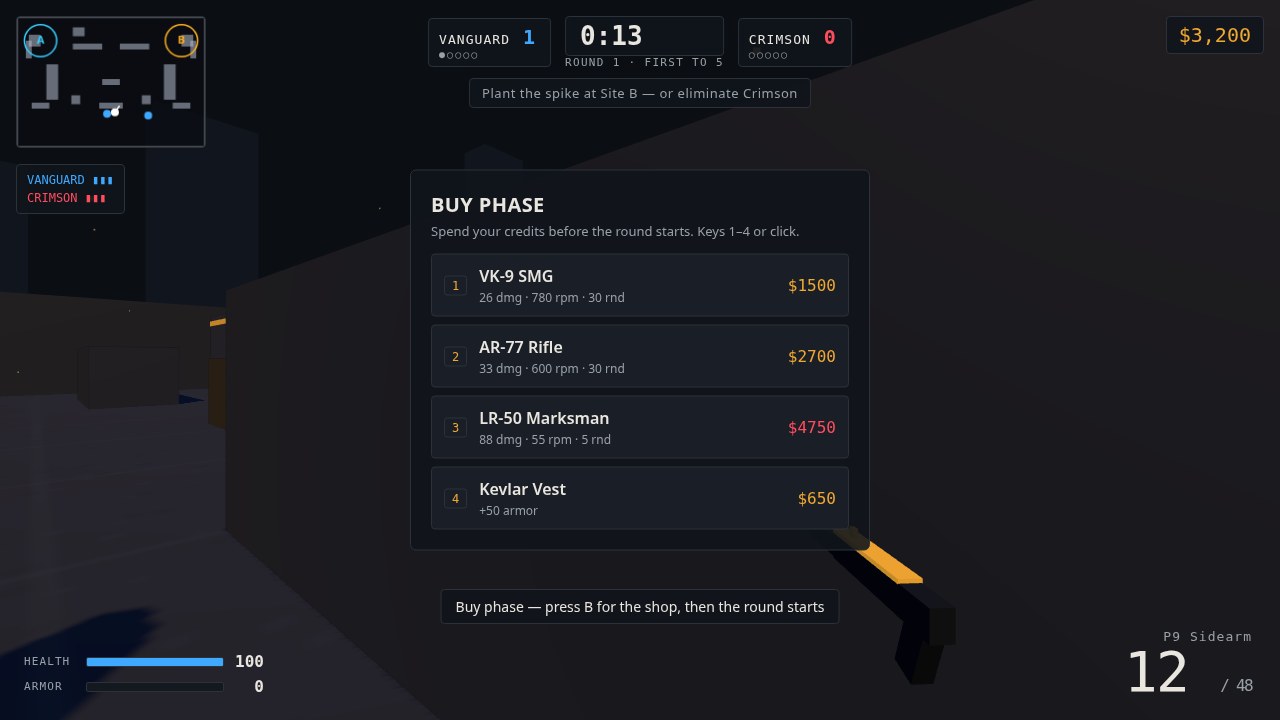 A
B
VANGUARD 1
0:13
CRIMSON 0
ROUND 1 · FIRST TO 5
$3,200
Plant the spike at Site B — or eliminate Crimson
VANGUARD
CRIMSON
BUY PHASE
Spend your credits before the round starts. Keys 1–4 or click.
1 VK-9 SMG $1500
26 dmg · 780 rpm · 30 rnd
2 AR-77 Rifle $2700
33 dmg · 600 rpm · 30 rnd
3 LR-50 Marksman $4750
88 dmg · 55 rpm · 5 rnd
4 Kevlar Vest $650
+50 armor
Buy phase — press B for the shop, then the round starts
HEALTH 100
ARMOR 0
P9 Sidearm
12 / 48